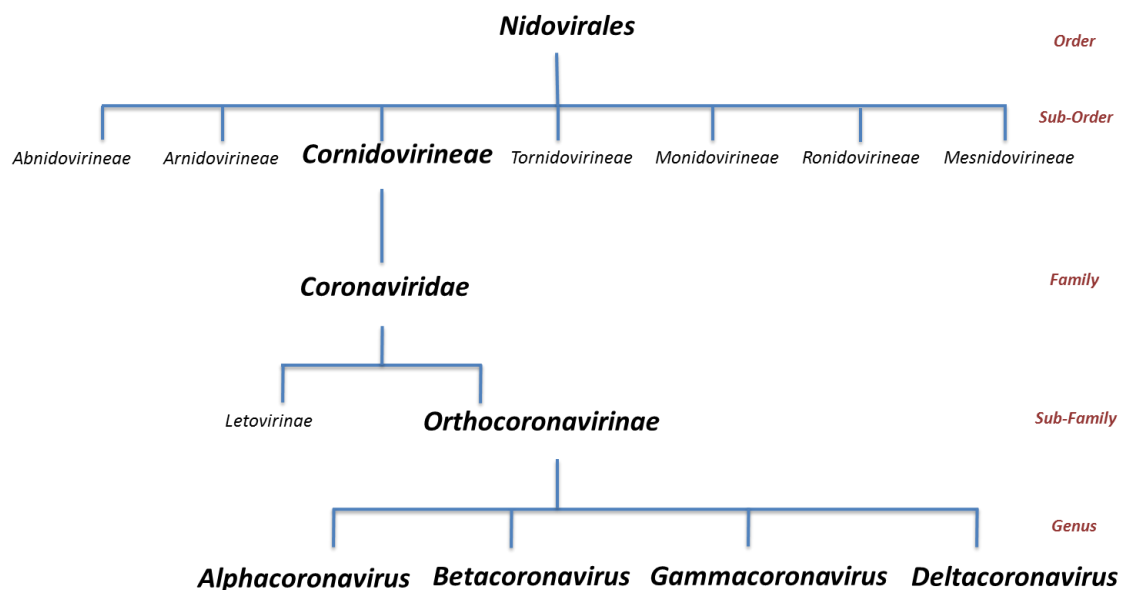 Nidovirales
Order
Sub-Order
Abnidovirineae Arnidovirineae Cornidovirineae Tornidovirineae Monidovirineae Ronidovirineae Mesnidovirineae
Coronaviridae
Family
Letovirinae Orthocoronavirinae Sub-Family
Genus
Alphacoronavirus Betacoronavirus Gammacoronavirus Deltacoronavirus